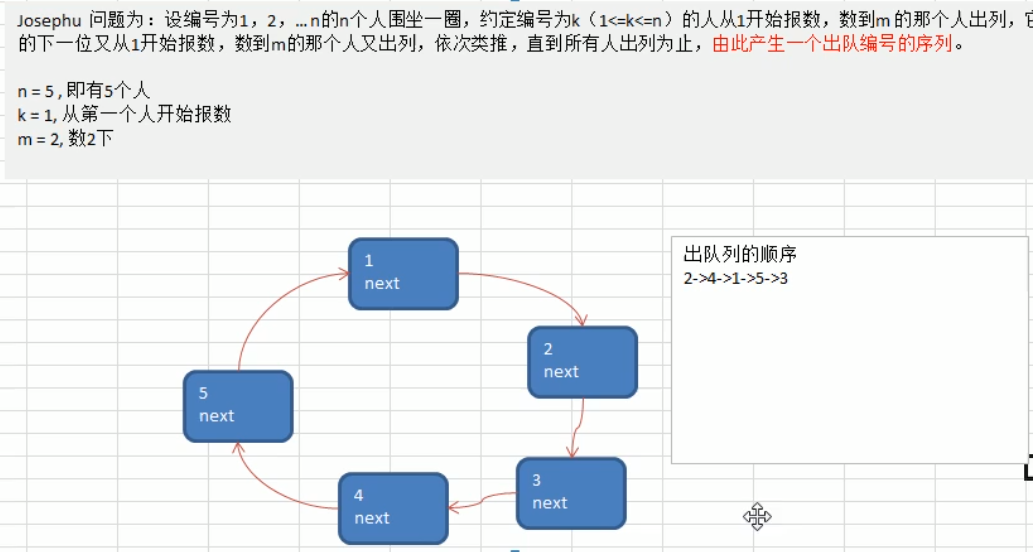 Josephu 问题为：设编号为1，2，… n的n个人围坐一圈，约定编号为k（1<=k<=n）的人从1开始报数，数到m 的那个人出列，
的下一位又从1开始报数，数到m的那个人又出列，依次类推，直到所有人出列为止，由此产生一个出队编号的序列。
n = 5 , 即有5个人
k = 1, 从第一个人开始报数
m = 2, 数2下
1
next
出队列的顺序
2->4->1->5->3
2
next
5
next
3
next
4
next